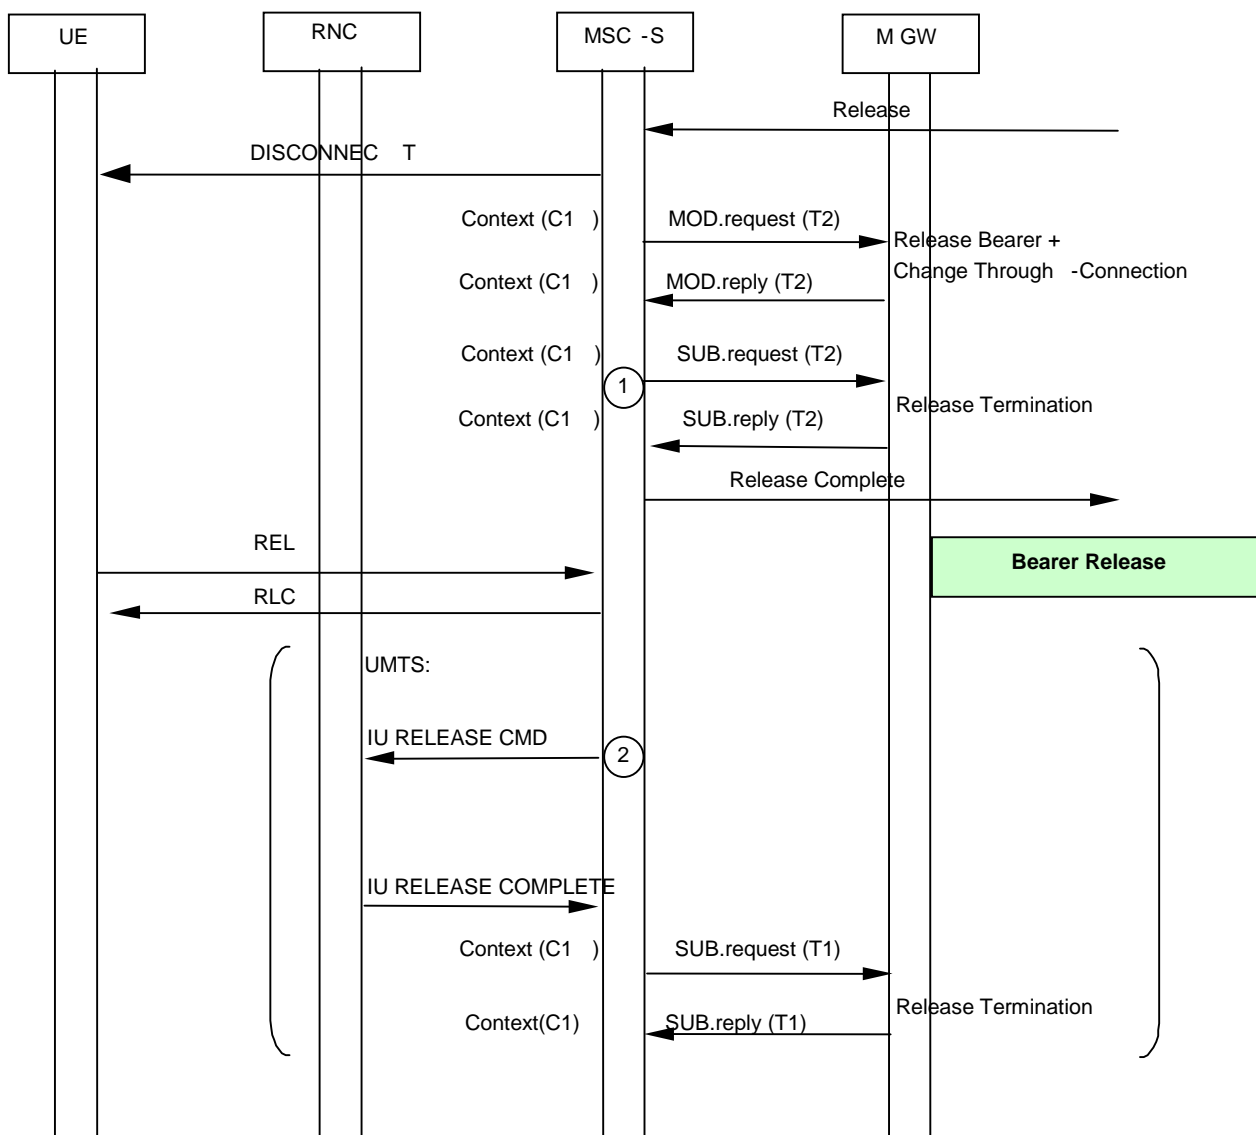 UE
RNC
MSC -S
M GW
Release
DISCONNEC T
Context (C1 )
MOD.request (T2)
Release Bearer +
Change Through -Connection
Context (C1 )
MOD.reply (T2)
Context (C1 )
SUB.request (T2)
1
Release Termination
Context (C1 )
SUB.reply (T2)
Release Complete
REL
Bearer Release
RLC
UMTS:
IU RELEASE CMD
2
IU RELEASE COMPLETE
Context (C1 )
SUB.request (T1)
Release Termination
Context(C1)
SUB.reply (T1)